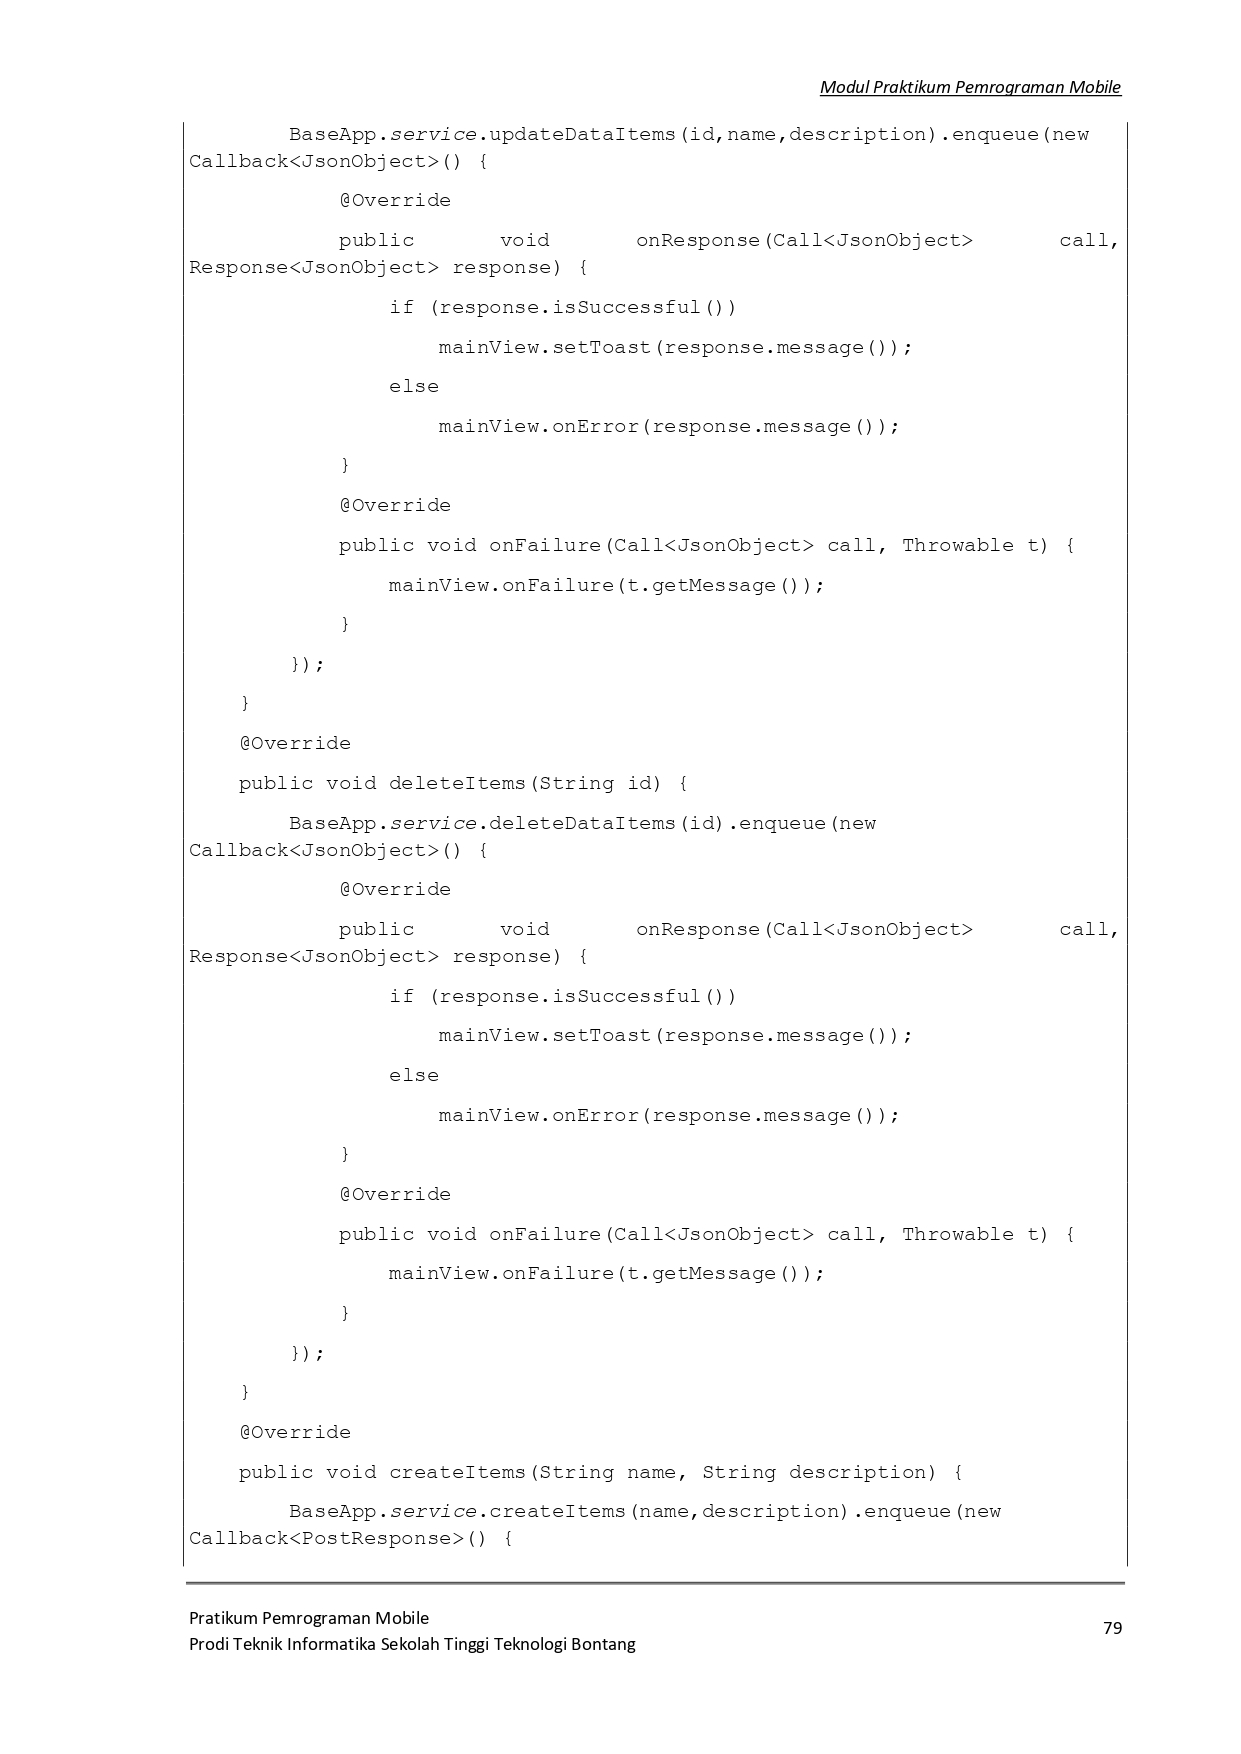 Modul Praktikum Pemrograman Mobile
BaseApp.service.updateDataItems(id,name,description).enqueue(new
Callback<JsonObject>() {
@Override
public void onResponse(Call<JsonObject> call,
Response<JsonObject> response) {
if (response.isSuccessful())
mainView.setToast(response.message());
else
mainView.onError(response.message());
}
@Override
public void onFailure(Call<JsonObject> call, Throwable t) {
mainView.onFailure(t.getMessage());
}
});
}
@Override
public void deleteItems(String id) {
BaseApp.service.deleteDataItems(id).enqueue(new
Callback<JsonObject>() {
@Override
public void onResponse(Call<JsonObject> call,
Response<JsonObject> response) {
if (response.isSuccessful())
mainView.setToast(response.message());
else
mainView.onError(response.message());
}
@Override
public void onFailure(Call<JsonObject> call, Throwable t) {
mainView.onFailure(t.getMessage());
}
});
}
@Override
public void createItems(String name, String description) {
BaseApp.service.createItems(name,description).enqueue(new
Callback<PostResponse>() {
Pratikum Pemrograman Mobile
Prodi Teknik Informatika Sekolah Tinggi Teknologi Bontang
79